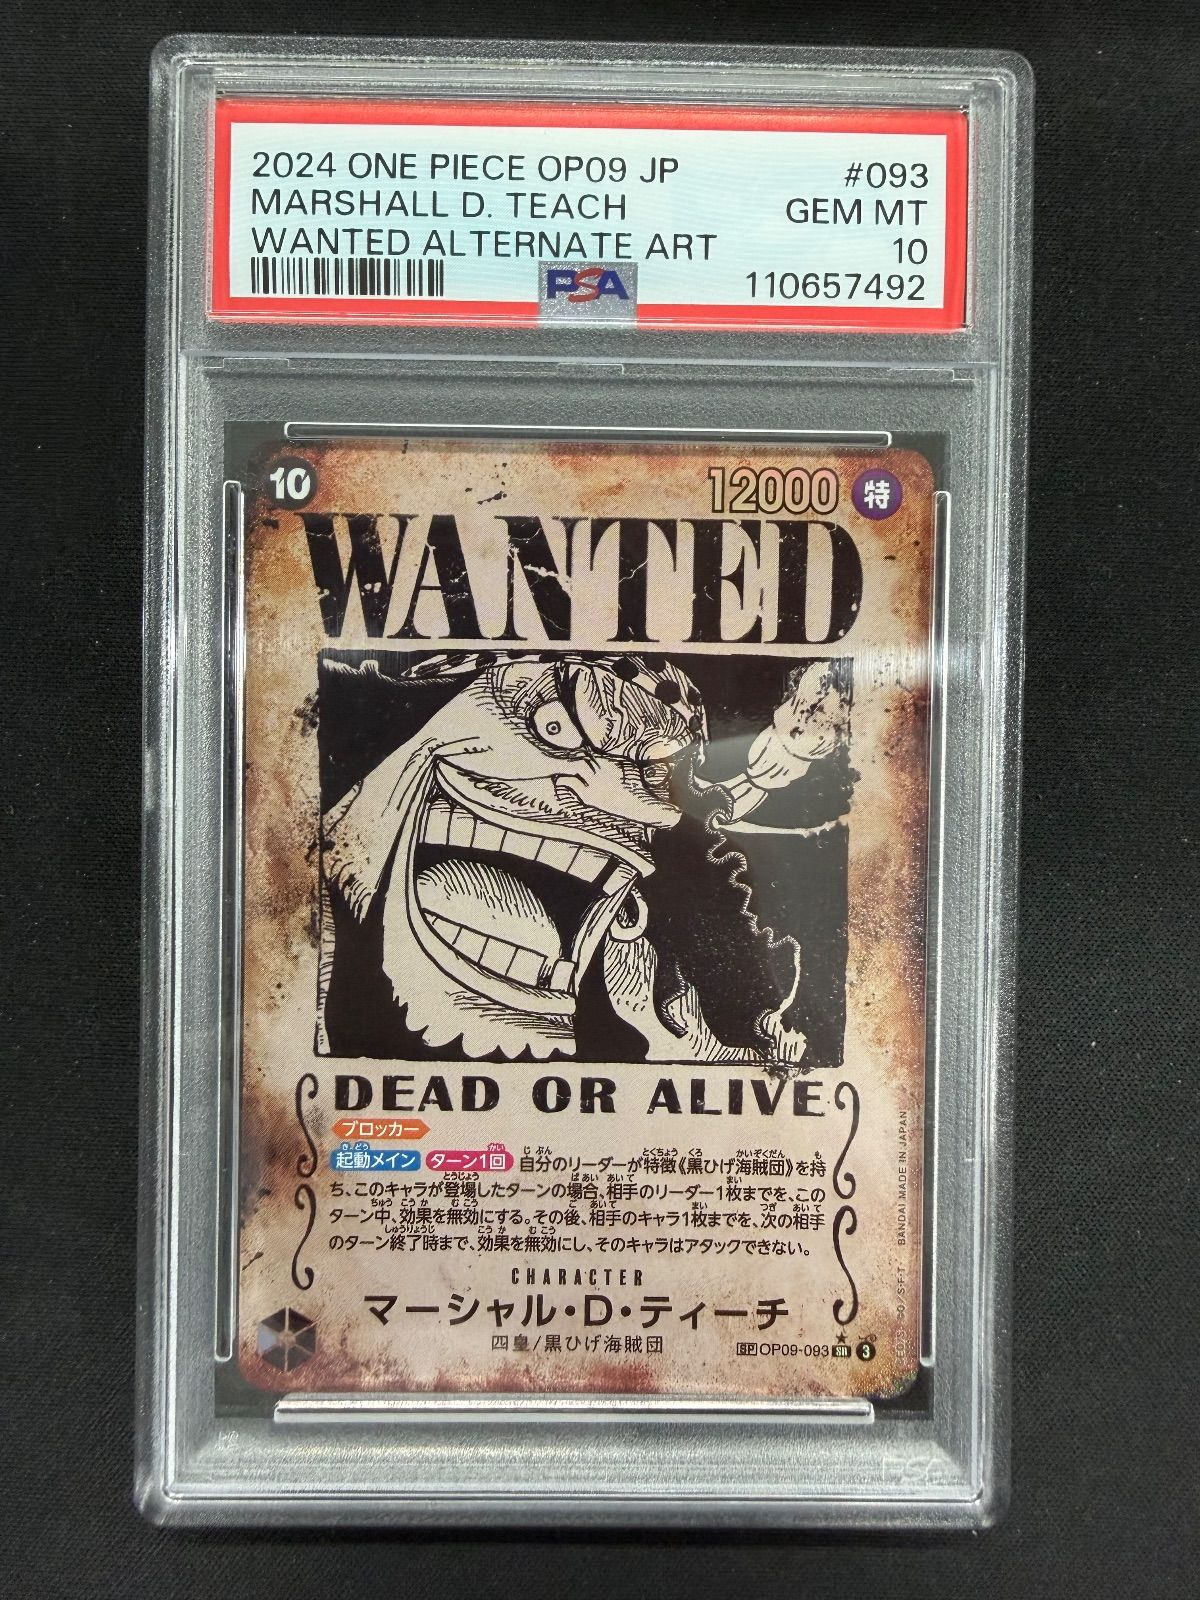 2024 ONE PIECE OP09 JP #093
MARSHALL D. TEACH GEM MT
WANTED ALTERNATE ART 10
PSA 110657492
10 12000 特
WANTED
DEAD OR ALIVE
ブロッカー
起動メイン ターン1回 自分のリーダーが特徴《黒ひげ海賊団》を持
ち、このキャラが登場したターンの場合、相手のリーダー1枚までを、この
ターン中、効果を無効にする。その後、相手のキャラ1枚までを、次の相手
のターン終了時まで、効果を無効にし、そのキャラはアタックできない。
CHARACTER
マーシャル・D・ティーチ
四皇/黒ひげ海賊団
SP OP09-093 SR 3
BANDAI MADE IN JAPAN